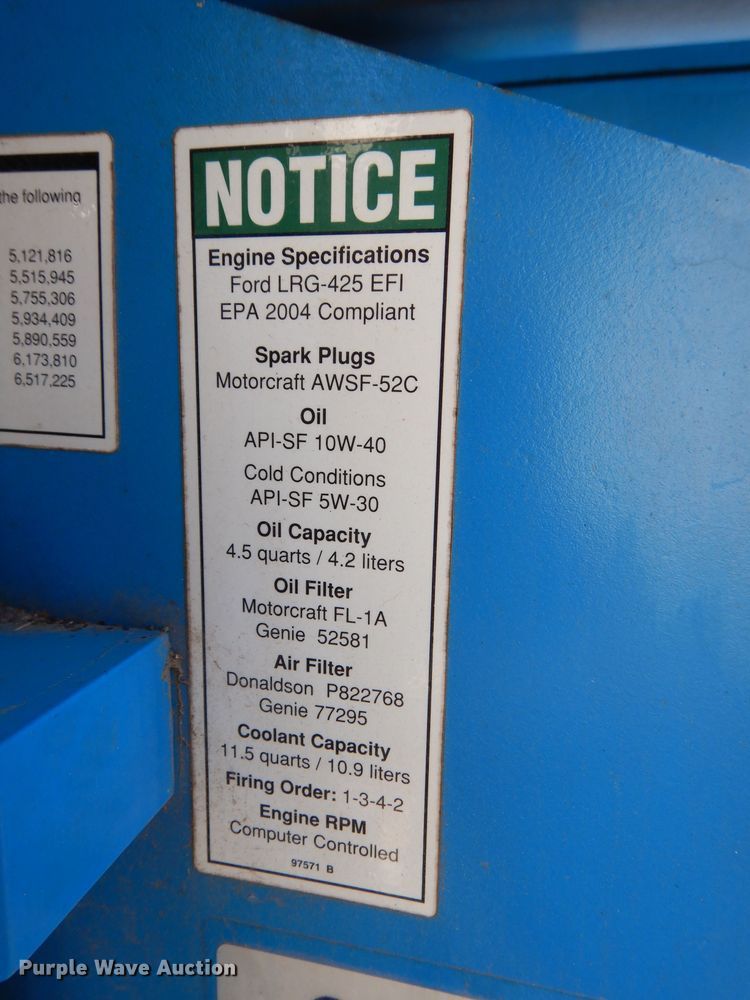 the following
5,121,816
5,515,945
5,755,306
5,934,409
5,890,559
6,173,810
6,517,225
NOTICE
Engine Specifications
Ford LRG-425 EFI
EPA 2004 Compliant
Spark Plugs
Motorcraft AWSF-52C
Oil
API-SF 10W-40
Cold Conditions
API-SF 5W-30
Oil Capacity
4.5 quarts / 4.2 liters
Oil Filter
Motorcraft FL-1A
Genie 52581
Air Filter
Donaldson P822768
Genie 77295
Coolant Capacity
11.5 quarts / 10.9 liters
Firing Order: 1-3-4-2
Engine RPM
Computer Controlled
97571 B
Purple Wave Auction